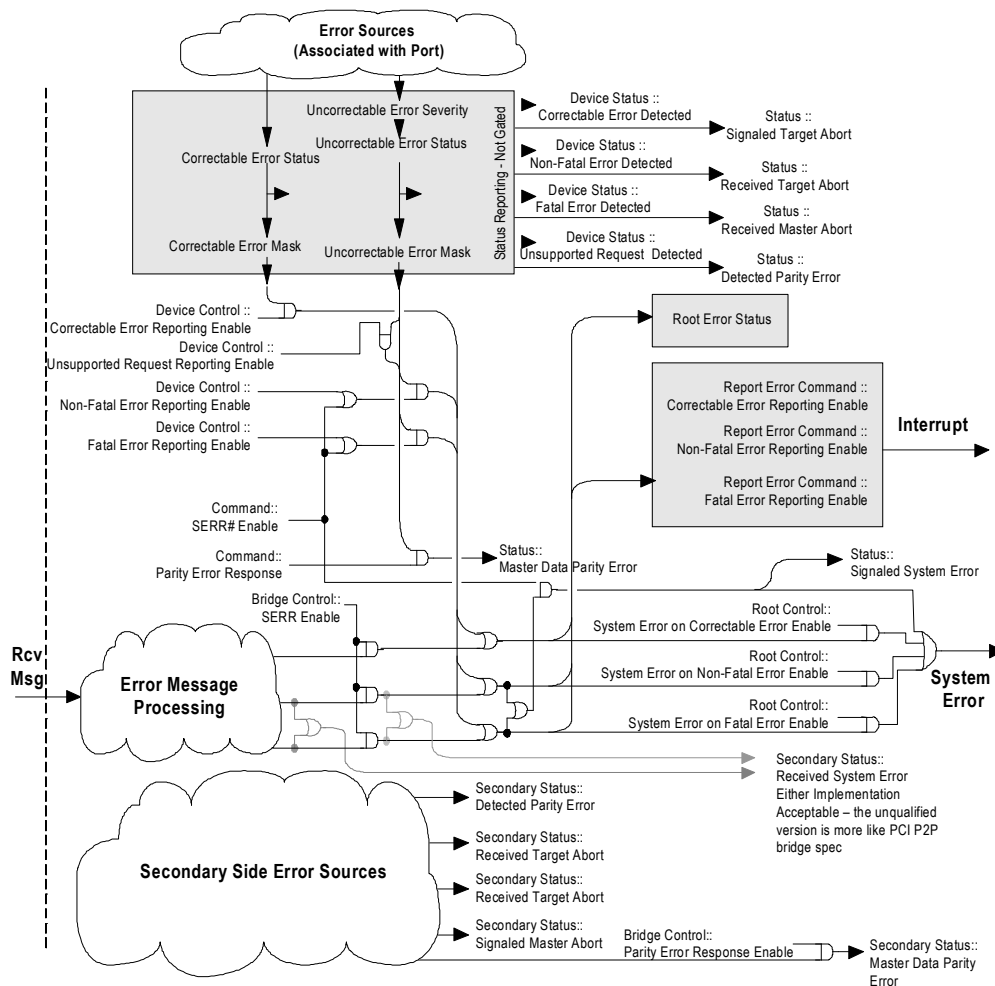 Error Sources
(Associated with Port)
Uncorrectable Error Severity
Uncorrectable Error Status
Correctable Error Status
Correctable Error Mask
Uncorrectable Error Mask
Status Reporting - Not Gated
Device Status ::
Correctable Error Detected
Status ::
Signaled Target Abort
Device Status ::
Non-Fatal Error Detected
Status ::
Received Target Abort
Device Status ::
Fatal Error Detected
Status ::
Received Master Abort
Device Status ::
Unsupported Request Detected
Status ::
Detected Parity Error
Device Control ::
Correctable Error Reporting Enable
Device Control ::
Unsupported Request Reporting Enable
Device Control ::
Non-Fatal Error Reporting Enable
Device Control ::
Fatal Error Reporting Enable
Root Error Status
Report Error Command ::
Correctable Error Reporting Enable
Report Error Command ::
Non-Fatal Error Reporting Enable
Report Error Command ::
Fatal Error Reporting Enable
Interrupt
Command::
SERR# Enable
Command::
Parity Error Response
Status::
Master Data Parity Error
Status::
Signaled System Error
Bridge Control::
SERR Enable
Root Control::
System Error on Correctable Error Enable
Root Control::
System Error on Non-Fatal Error Enable
Root Control::
System Error on Fatal Error Enable
System
Error
Rcv
Msg
Error Message
Processing
Secondary Status::
Received System Error
Either Implementation
Acceptable – the unqualified
version is more like PCI P2P
bridge spec
Secondary Side Error Sources
Secondary Status::
Detected Parity Error
Secondary Status::
Received Target Abort
Secondary Status::
Received Target Abort
Secondary Status::
Signaled Master Abort
Bridge Control::
Parity Error Response Enable
Secondary Status::
Master Data Parity
Error